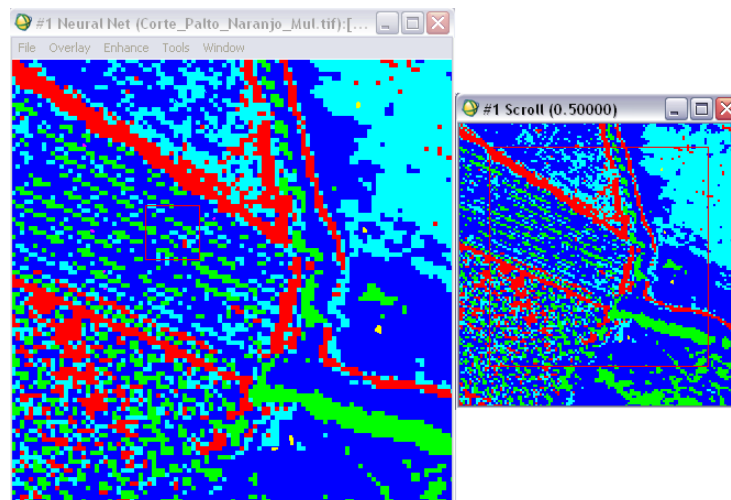 #1 Neural Net (Corte_Palto_Naranjo_Mul.tif):[...
File Overlay Enhance Tools Window
#1 Scroll (0.50000)